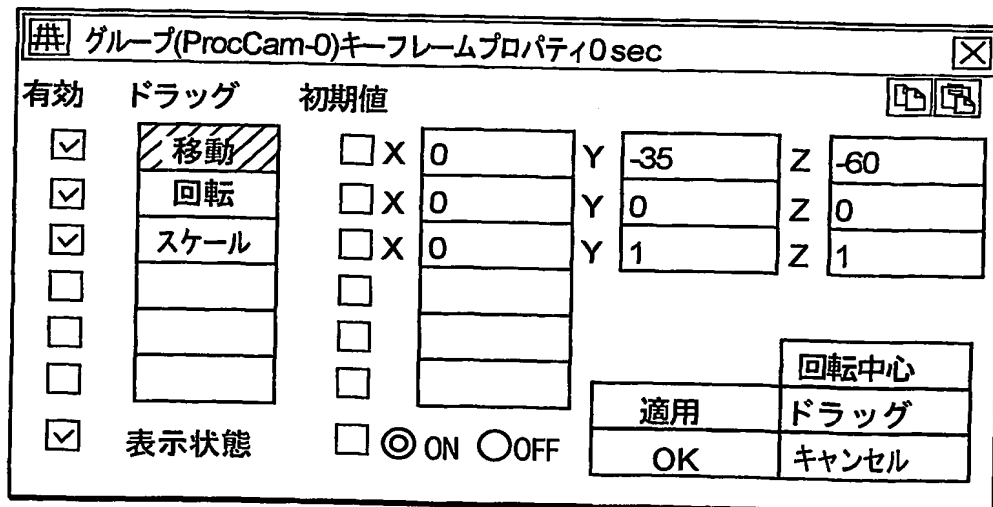 グループ(ProcCam-0)キーフレームプロパティ0 sec
有効 ドラッグ 初期値
移動 X 0 Y -35 Z -60
回転 X 0 Y 0 Z 0
スケール X 0 Y 1 Z 1
回転中心
適用 ドラッグ
表示状態 ON OFF OK キャンセル